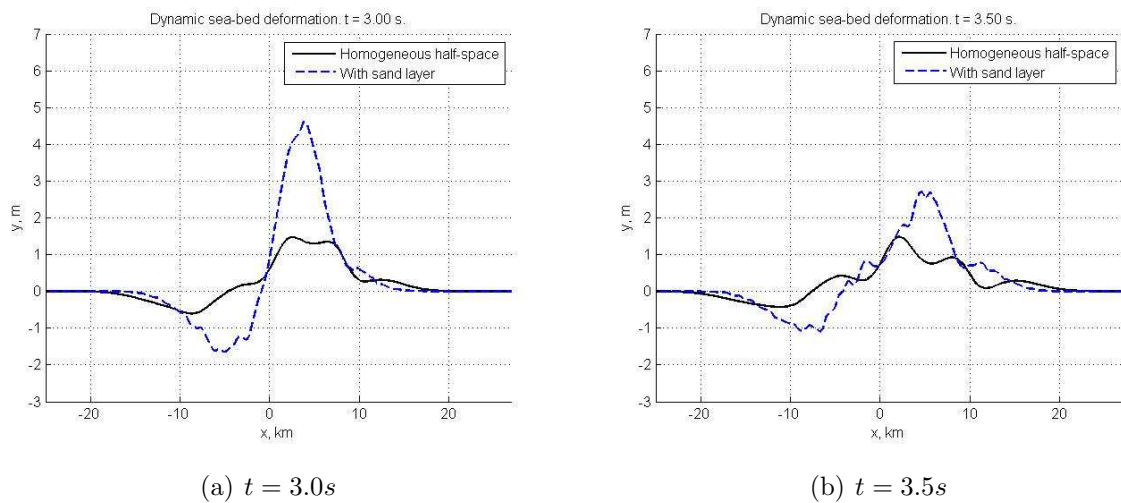 Dynamic sea-bed deformation. t = 3.00 s.
7
6
5
4
3
2
1
0
-1
-2
-3
y, m
Homogeneous half-space
With sand layer
-20 -10 0 10 20
x, km
(a) t = 3.0s
Dynamic sea-bed deformation. t = 3.50 s.
7
6
5
4
3
2
1
0
-1
-2
-3
y, m
Homogeneous half-space
With sand layer
-20 -10 0 10 20
x, km
(b) t = 3.5s